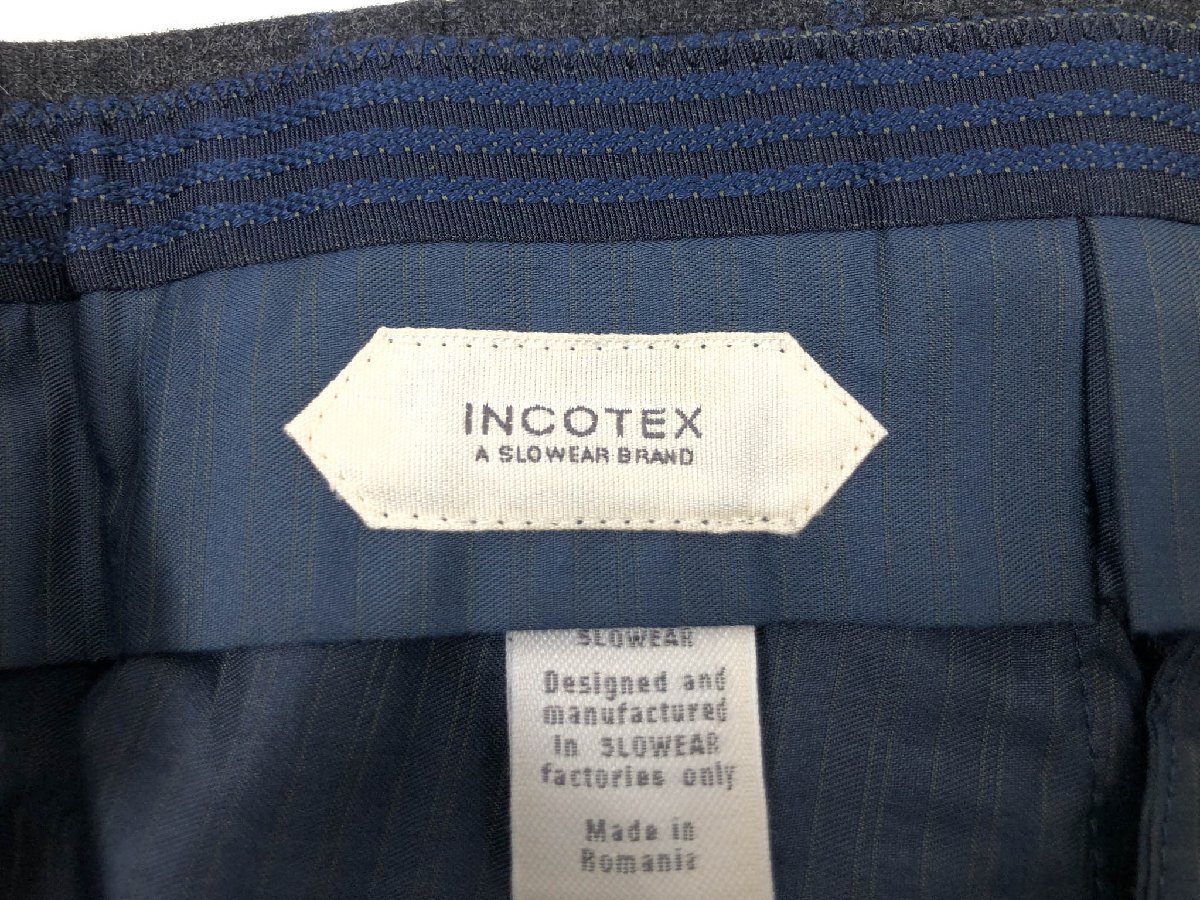 INCOTEX
A SLOWEAR BRAND
SLOWEAR
Designed and
manufactured
in SLOWEAR
factories only
Made in
Romania